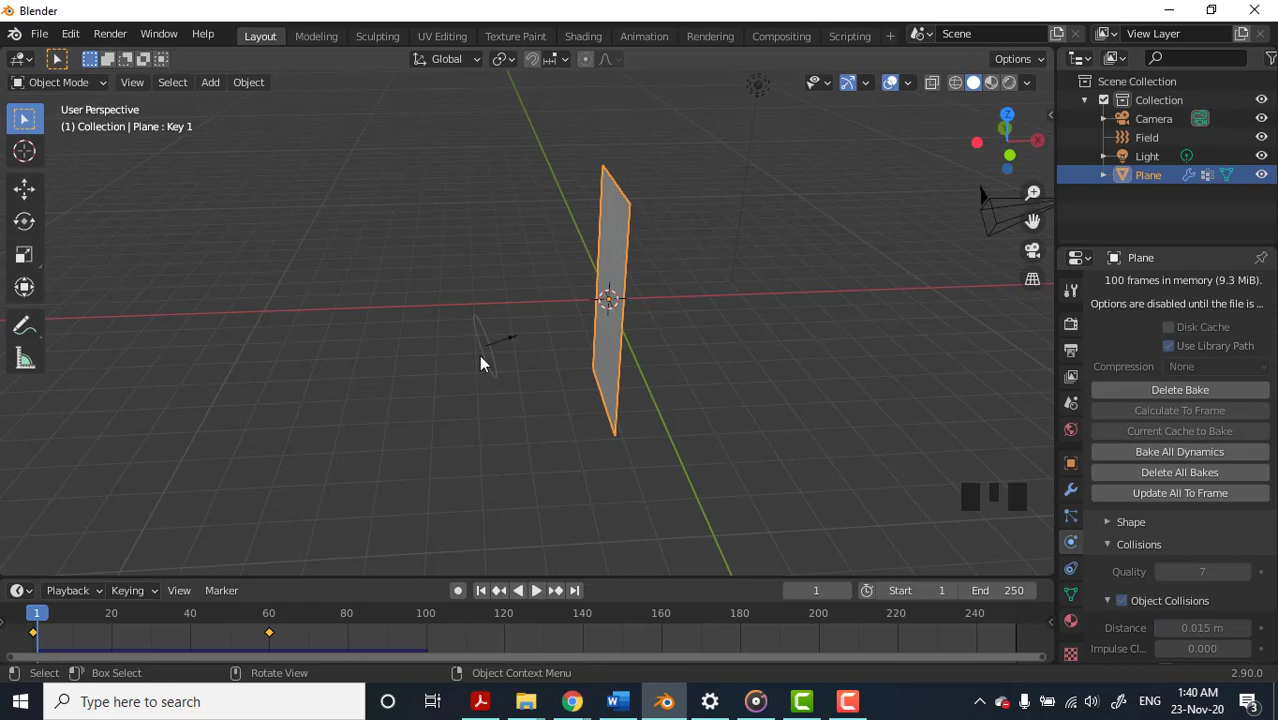 Blender
File Edit Render Window Help
Layout Modeling Sculpting UV Editing Texture Paint Shading Animation Rendering Compositing Scripting
Scene
View Layer
Global
Options
Object Mode View Select Add Object
User Perspective
(1) Collection | Plane : Key 1
Z
Scene Collection
Collection
Camera
Field
Light
Plane
Plane
100 frames in memory (9.3 MiB).
Options are disabled until the file is ...
Disk Cache
Use Library Path
Compression None
Delete Bake
Calculate To Frame
Current Cache to Bake
Bake All Dynamics
Delete All Bakes
Update All To Frame
Shape
Collisions
Quality 7
Object Collisions
Distance 0.015 m
Impulse Cl... 0.000
Playback Keying View Marker
1
Start 1
End 250
1 20 40 60 80 100 120 140 160 180 200 220 240
Select Box Select Rotate View Object Context Menu
2.90.0
Type here to search
ENG
1:40 AM
23-Nov-20
3